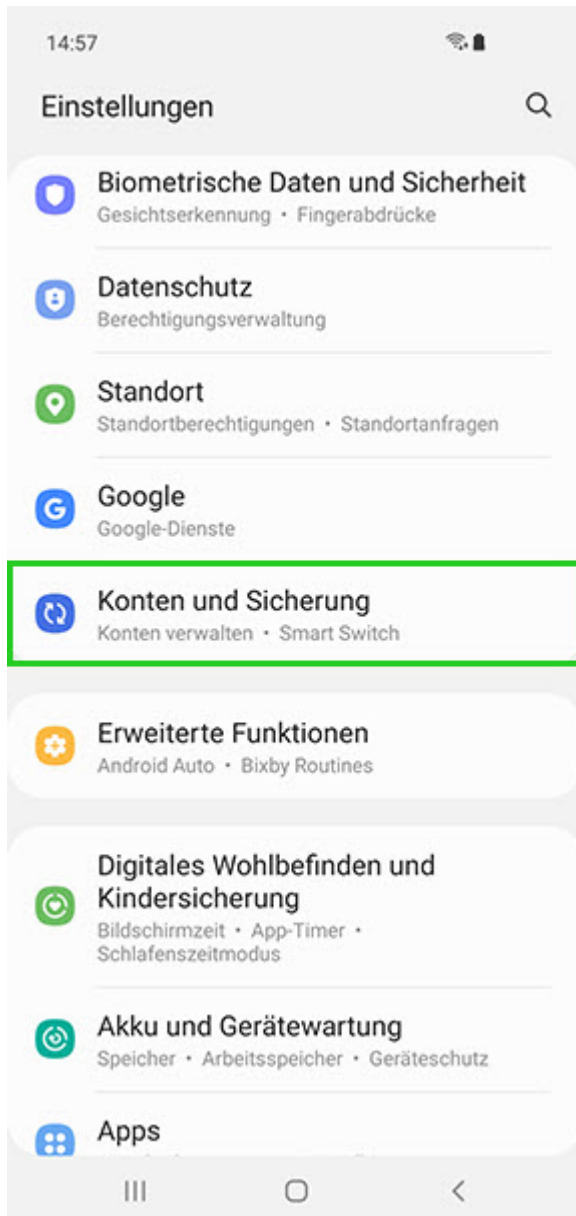 14:57
Einstellungen
Biometrische Daten und Sicherheit
Gesichtserkennung • Fingerabdrücke
Datenschutz
Berechtigungsverwaltung
Standort
Standortberechtigungen • Standortanfragen
Google
Google-Dienste
Konten und Sicherung
Konten verwalten • Smart Switch
Erweiterte Funktionen
Android Auto • Bixby Routines
Digitales Wohlbefinden und
Kindersicherung
Bildschirmzeit • App-Timer •
Schlafenszeitmodus
Akku und Gerätewartung
Speicher • Arbeitsspeicher • Geräteschutz
Apps